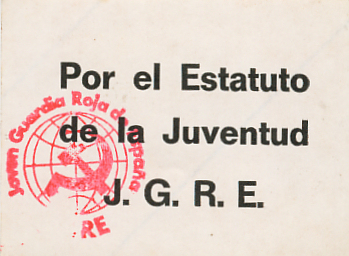 Por el Estatuto
de la Juventud
J. G. R. E.
Joven Guardia Roja de España
RE